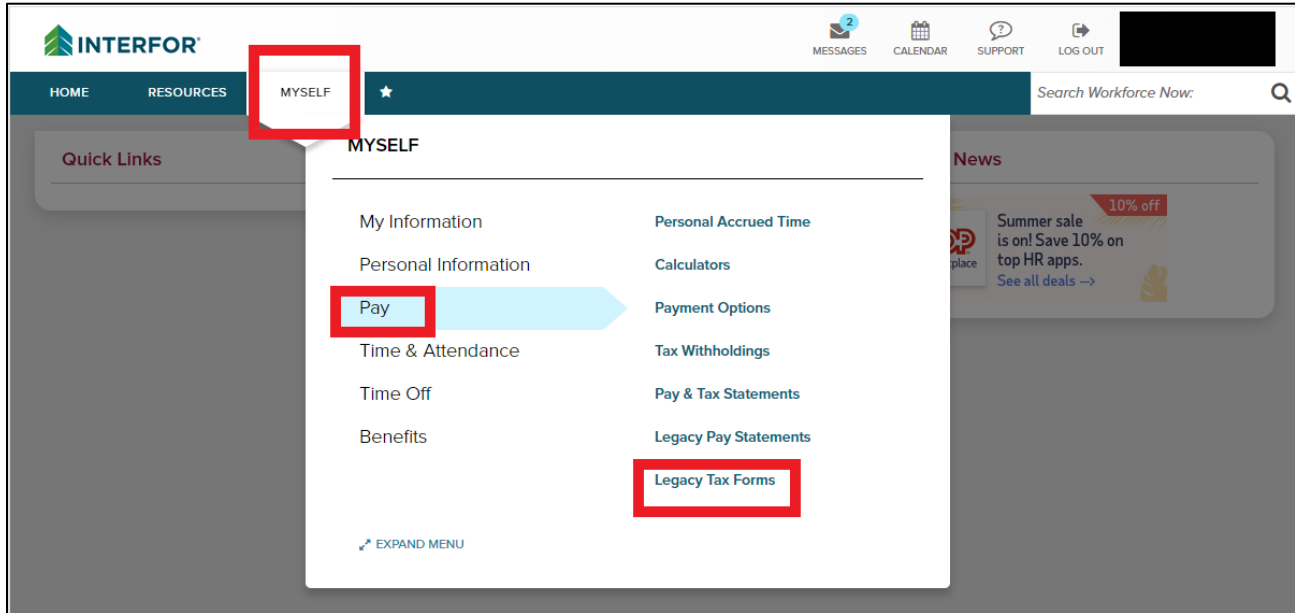 INTERFOR®
2
MESSAGES
CALENDAR
SUPPORT
LOG OUT
HOME
RESOURCES
MYSELF
Search Workforce Now:
Quick Links
MYSELF
My Information
Personal Information
Pay
Time & Attendance
Time Off
Benefits
Personal Accrued Time
Calculators
Payment Options
Tax Withholdings
Pay & Tax Statements
Legacy Pay Statements
Legacy Tax Forms
EXPAND MENU
News
10% off
Summer sale
is on! Save 10% on
top HR apps.
See all deals →